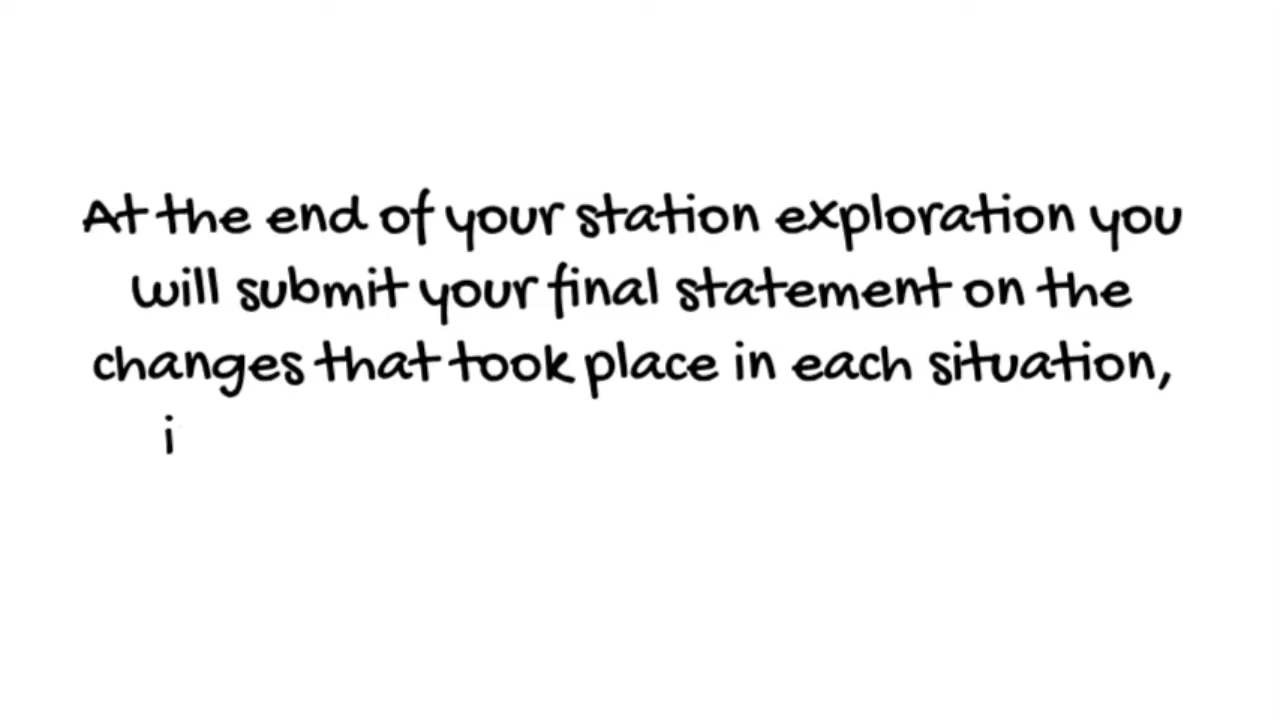 At the end of your station exploration you
will submit your final statement on the
changes that took place in each situation,
i